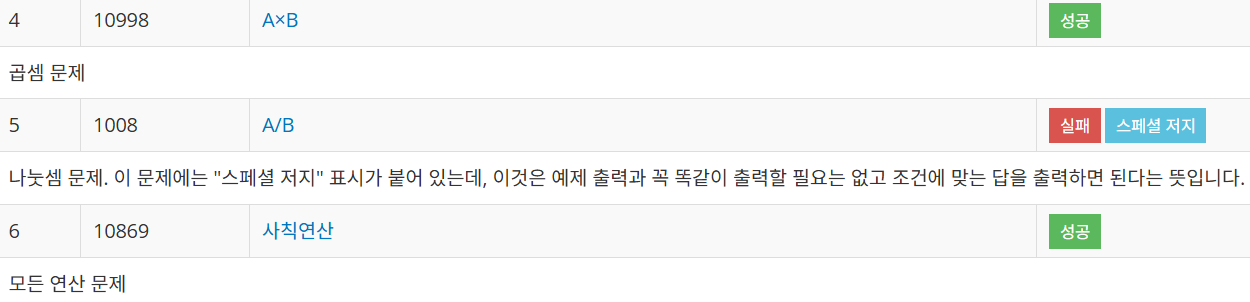 4 10998 A×B 성공
곱셈 문제
5 1008 A/B 실패 스페셜 저지
나눗셈 문제. 이 문제에는 "스페셜 저지" 표시가 붙어 있는데, 이것은 예제 출력과 꼭 똑같이 출력할 필요는 없고 조건에 맞는 답을 출력하면 된다는 뜻입니다.
6 10869 사칙연산 성공
모든 연산 문제